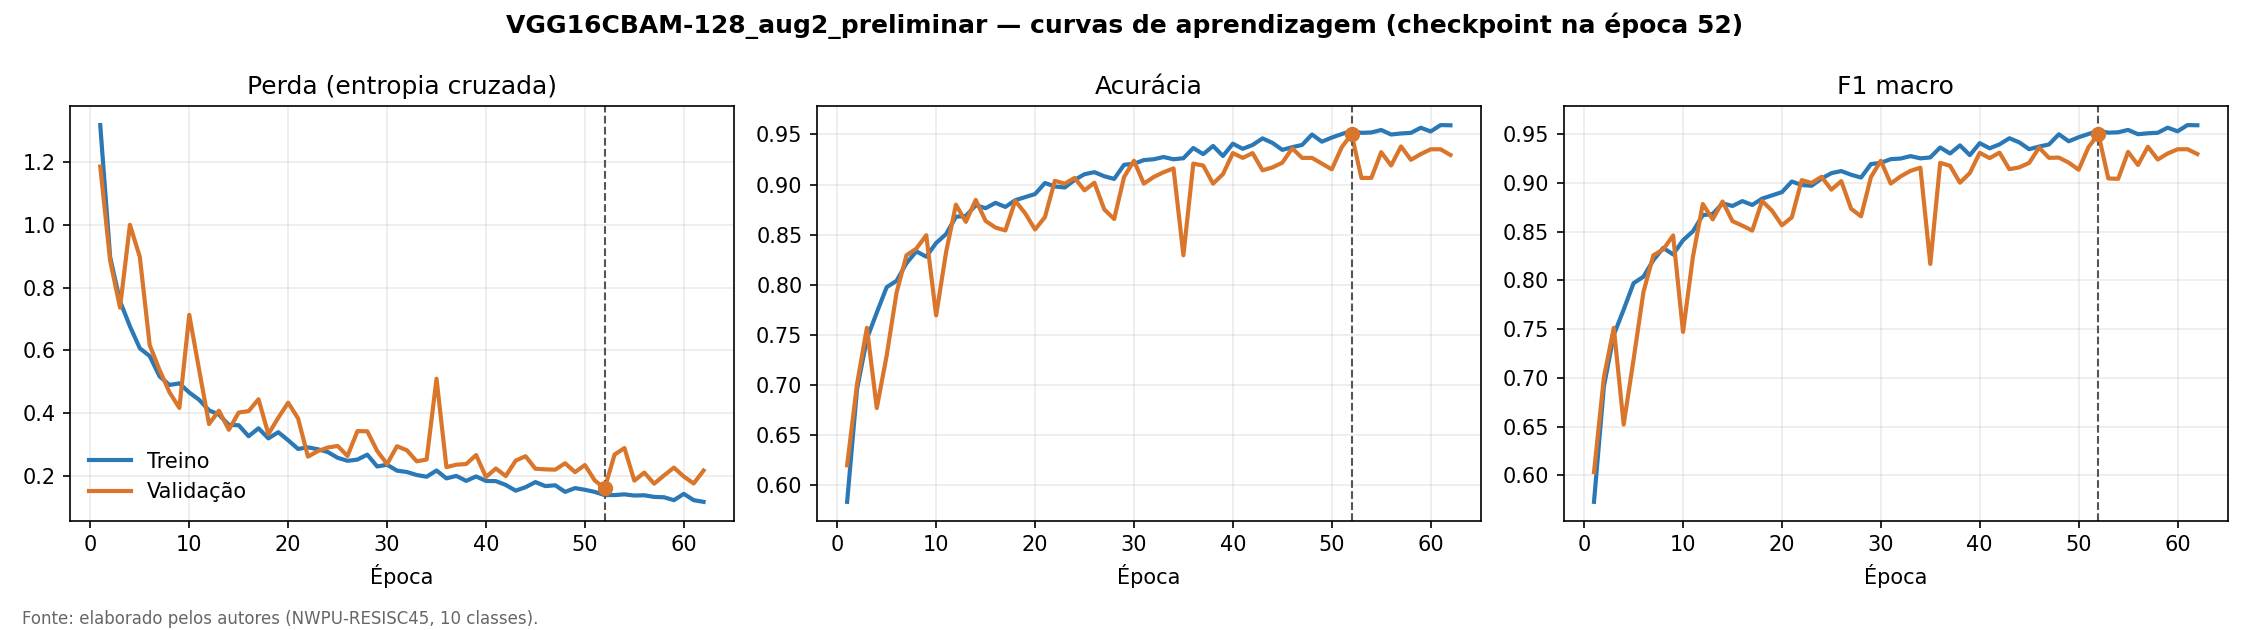 VGG16CBAM-128_aug2_preliminar — curvas de aprendizagem (checkpoint na época 52)
Perda (entropia cruzada)
1.2
1.0
0.8
0.6
0.4
0.2
Treino
Validação
0 10 20 30 40 50 60
Época
Acurácia
0.95
0.90
0.85
0.80
0.75
0.70
0.65
0.60
0 10 20 30 40 50 60
Época
F1 macro
0.95
0.90
0.85
0.80
0.75
0.70
0.65
0.60
0 10 20 30 40 50 60
Época
Fonte: elaborado pelos autores (NWPU-RESISC45, 10 classes).